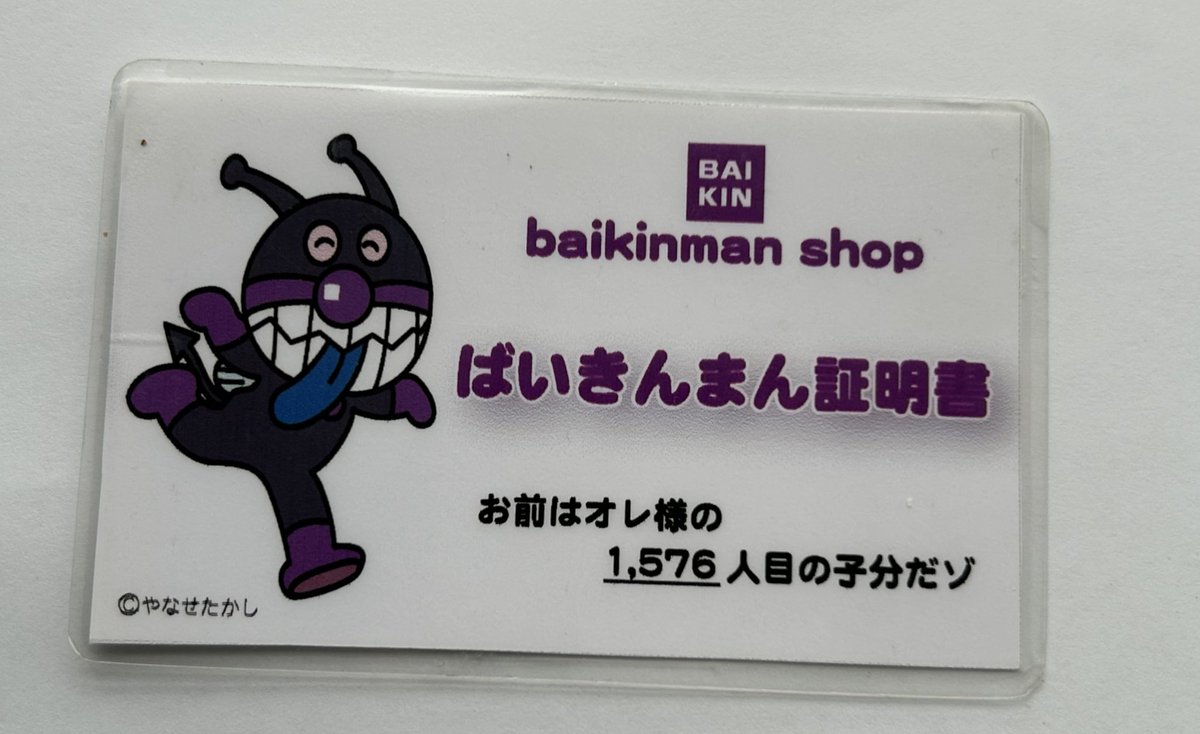 BAI
KIN
baikinman shop
ばいきんまん証明書
お前はオレ様の
1,576人目の子分だゾ
©やなせたかし